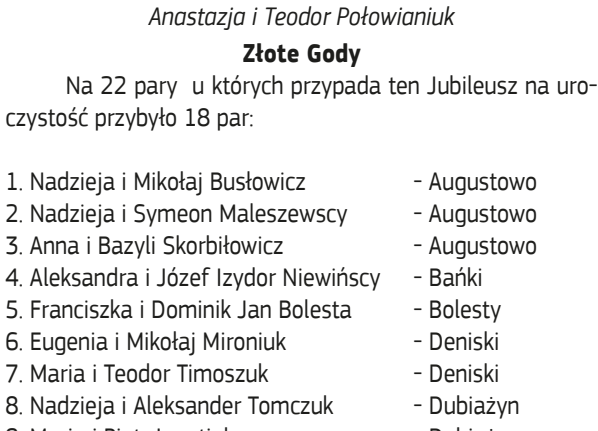 Anastazja i Teodor Połowianiuk
Złote Gody
Na 22 pary u których przypada ten Jubileusz na uro-
czystość przybyło 18 par:
1. Nadzieja i Mikołaj Busłowicz - Augustowo
2. Nadzieja i Symeon Maleszewscy - Augustowo
3. Anna i Bazyli Skorbiłowicz - Augustowo
4. Aleksandra i Józef Izydor Niewińscy - Bańki
5. Franciszka i Dominik Jan Bolesta - Bolesty
6. Eugenia i Mikołaj Mironiuk - Deniski
7. Maria i Teodor Timoszuk - Deniski
8. Nadzieja i Aleksander Tomczuk - Dubiażyn